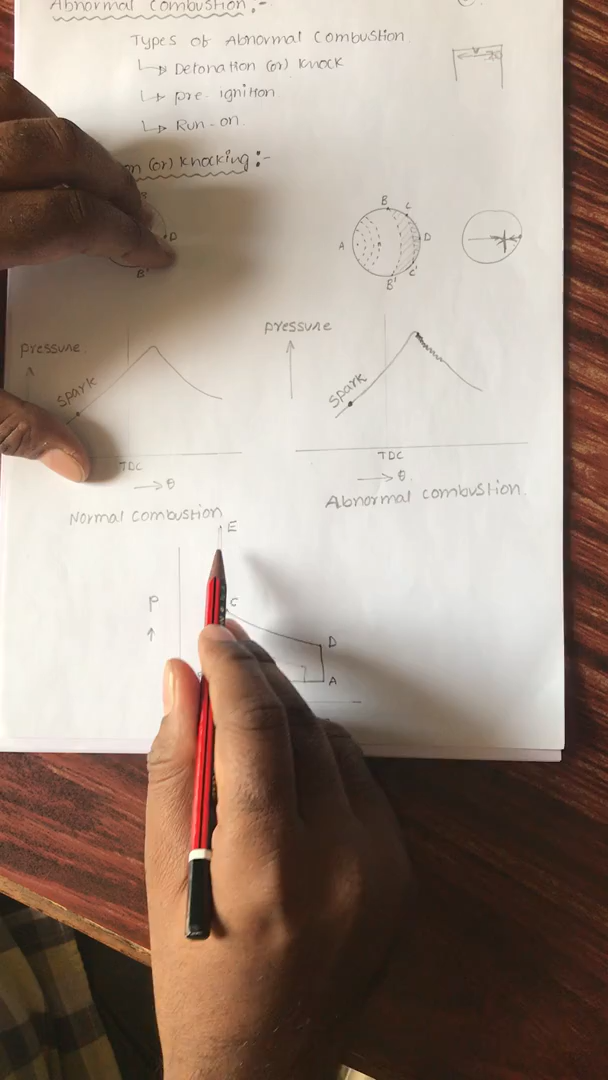 Abnormal Combustion:-
Types of Abnormal Combustion.
↳ Detonation (or) knock
↳ pre-ignition
↳ Run-on.
(or) knocking:-
D
B'
A B C D
B' C'
pressure.
spark
TDC
→ θ
Normal combustion
pressure
spark
TDC
→ θ
Abnormal combustion.
E
P
C
D
A